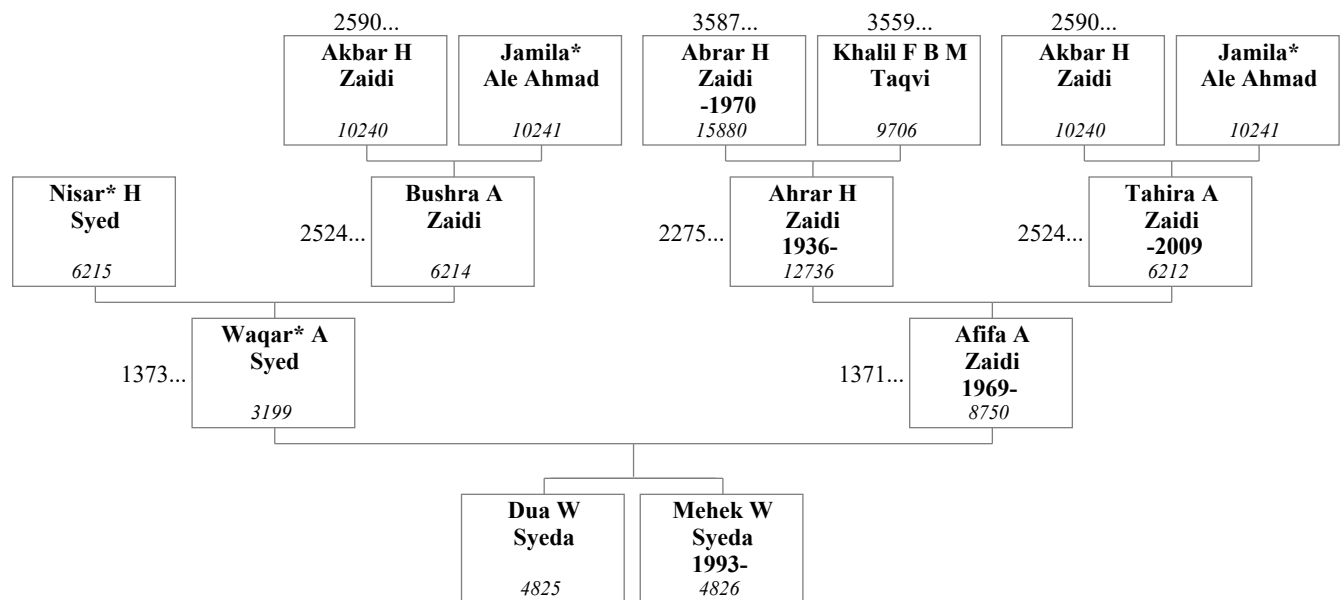 2590...
3587...
3559...
2590...
Akbar H
Zaidi
10240
Jamila*
Ale Ahmad
10241
Abrar H
Zaidi
-1970
15880
Khalil F B M
Taqvi
9706
Akbar H
Zaidi
10240
Jamila*
Ale Ahmad
10241
Nisar* H
Syed
6215
2524...
Bushra A
Zaidi
6214
2275...
Ahrar H
Zaidi
1936-
12736
2524...
Tahira A
Zaidi
-2009
6212
1373...
Waqar* A
Syed
3199
1371...
Afifa A
Zaidi
1969-
8750
Dua W
Syeda
4825
Mehek W
Syeda
1993-
4826